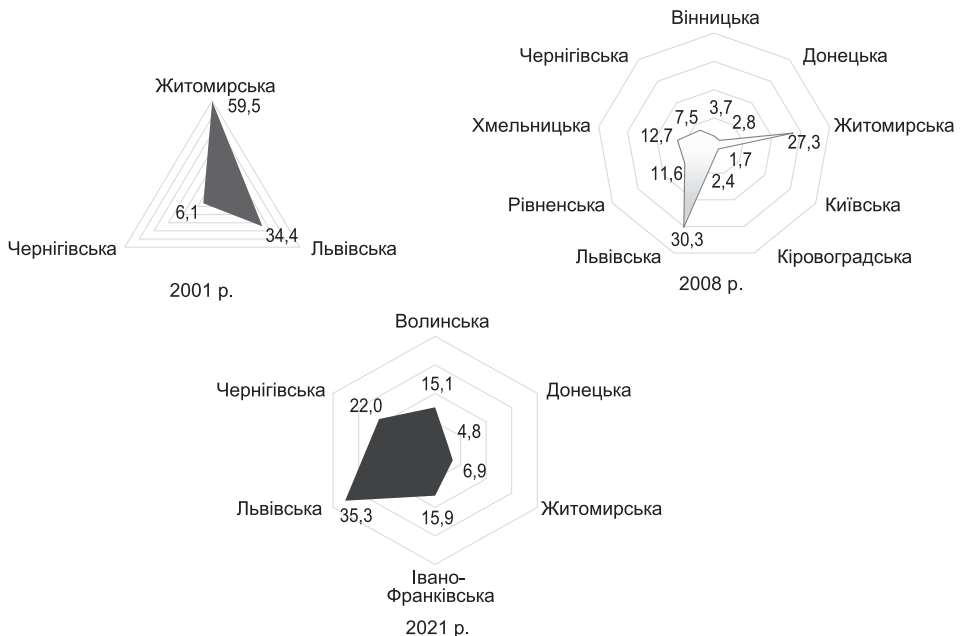 Житомирська
59,5
6,1
34,4
Чернігівська
Львівська
2001 р.
Вінницька
Чернігівська
Донецька
Хмельницька
Житомирська
3,7
7,5
2,8
12,7
27,3
1,7
11,6
2,4
Рівненська
Київська
30,3
Львівська
Кіровоградська
2008 р.
Волинська
Чернігівська
Донецька
15,1
22,0
4,8
6,9
Львівська
35,3
15,9
Житомирська
Івано-
Франківська
2021 р.